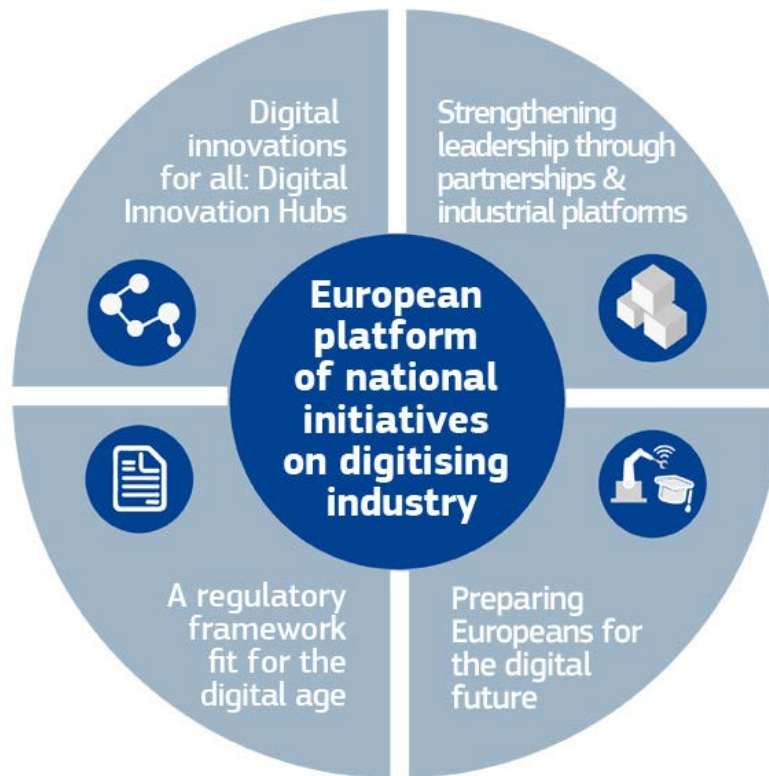 Digital
innovations
for all: Digital
Innovation Hubs
Strengthening
leadership through
partnerships &
industrial platforms
European
platform
of national
initiatives
on digitising
industry
A regulatory
framework
fit for the
digital age
Preparing
Europeans for
the digital
future